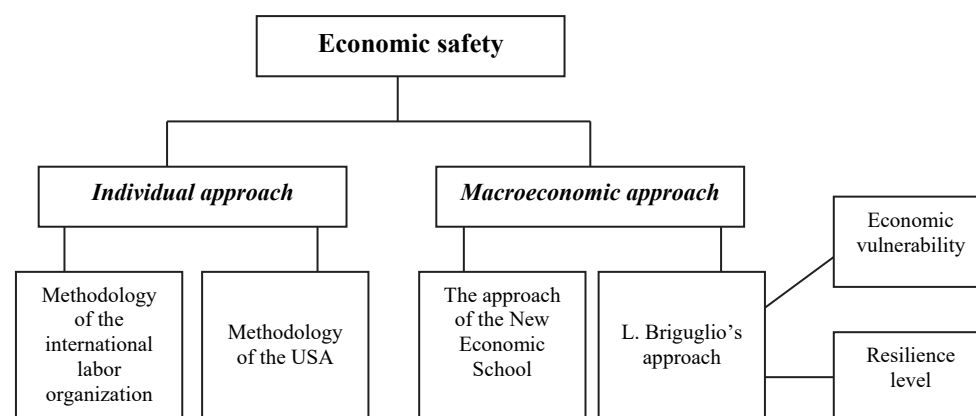 Economic safety
Individual approach
Macroeconomic approach
Economic
vulnerability
Methodology
of the
international
labor
organization
Methodology
of the USA
The approach
of the New
Economic
School
L. Briguglio’s
approach
Resilience
level